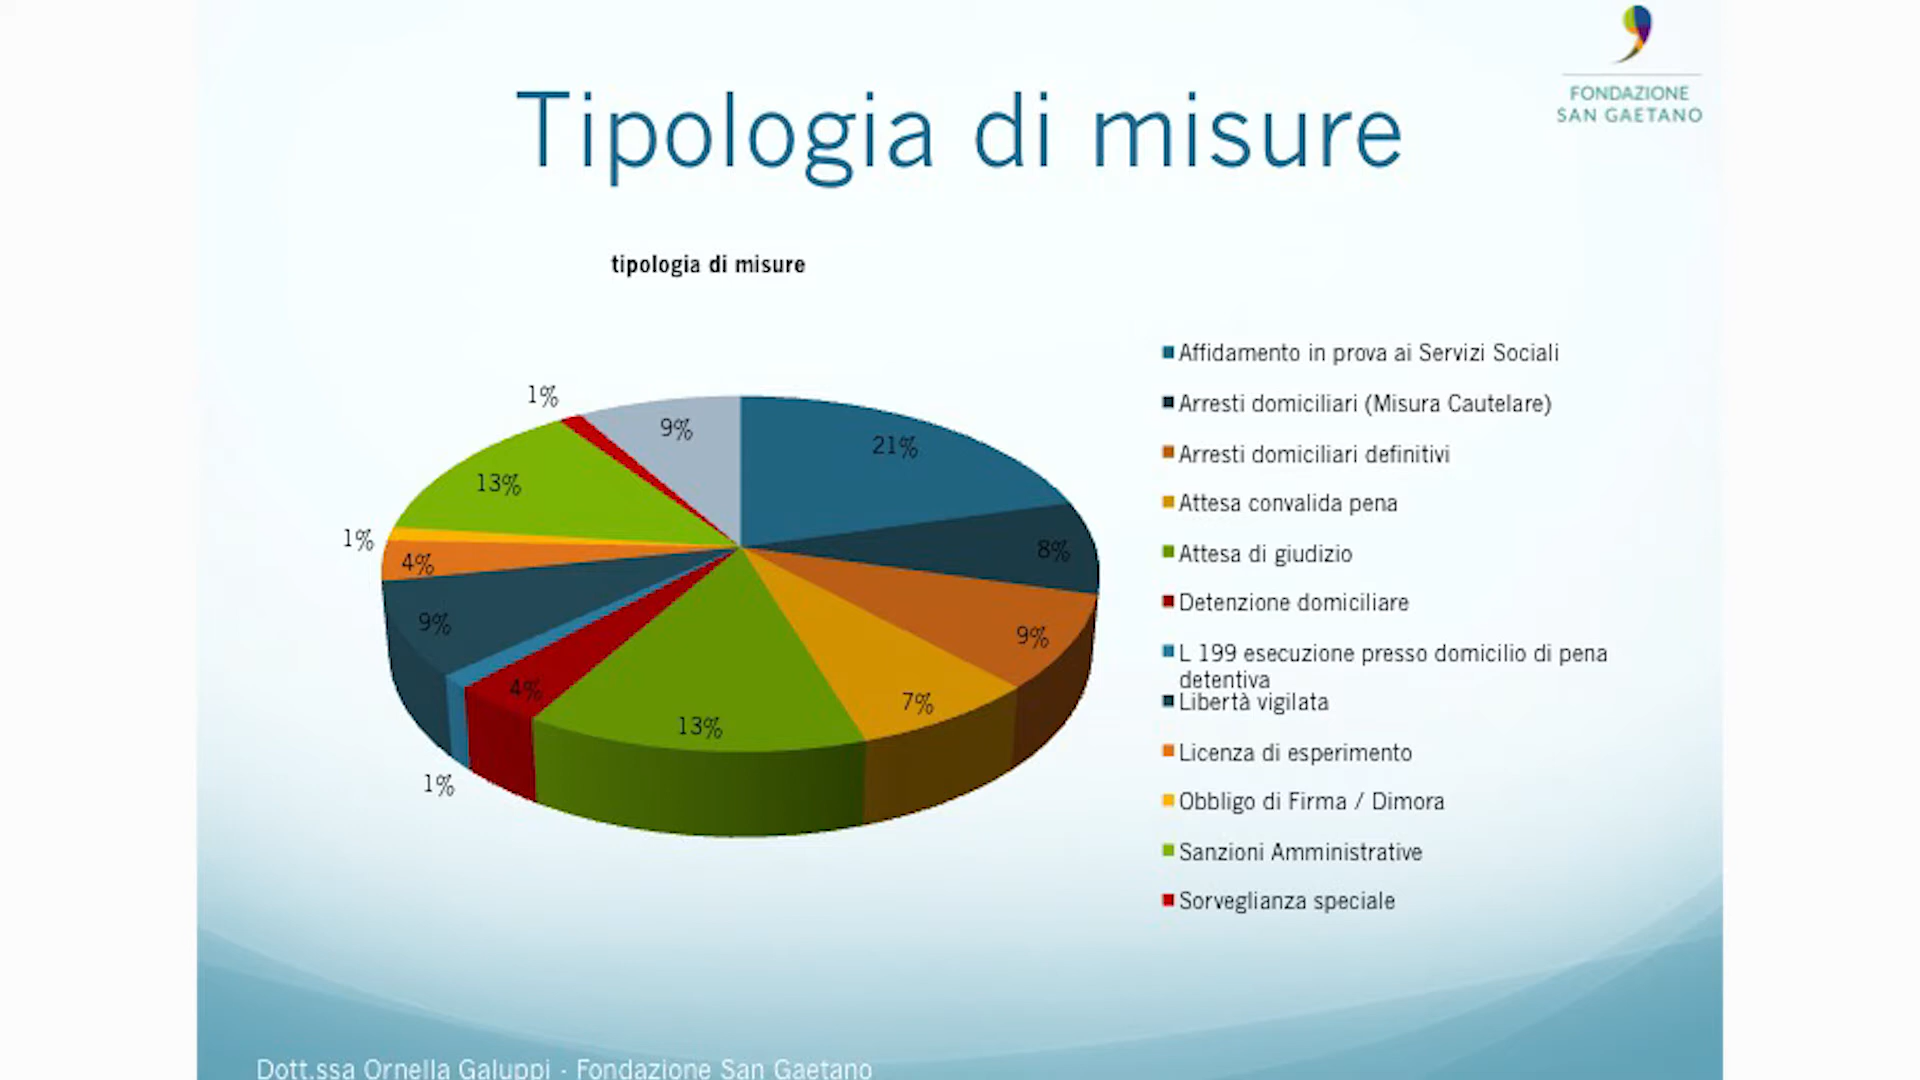 FONDAZIONE
SAN GAETANO
Tipologia di misure
tipologia di misure
1%
9%
21%
13%
8%
1%
4%
9%
9%
4%
7%
13%
1%
Affidamento in prova ai Servizi Sociali
Arresti domiciliari (Misura Cautelare)
Arresti domiciliari definitivi
Attesa convalida pena
Attesa di giudizio
Detenzione domiciliare
L 199 esecuzione presso domicilio di pena
detentiva
Libertà vigilata
Licenza di esperimento
Obbligo di Firma / Dimora
Sanzioni Amministrative
Sorveglianza speciale
Dott.ssa Ornella Galuppi - Fondazione San Gaetano